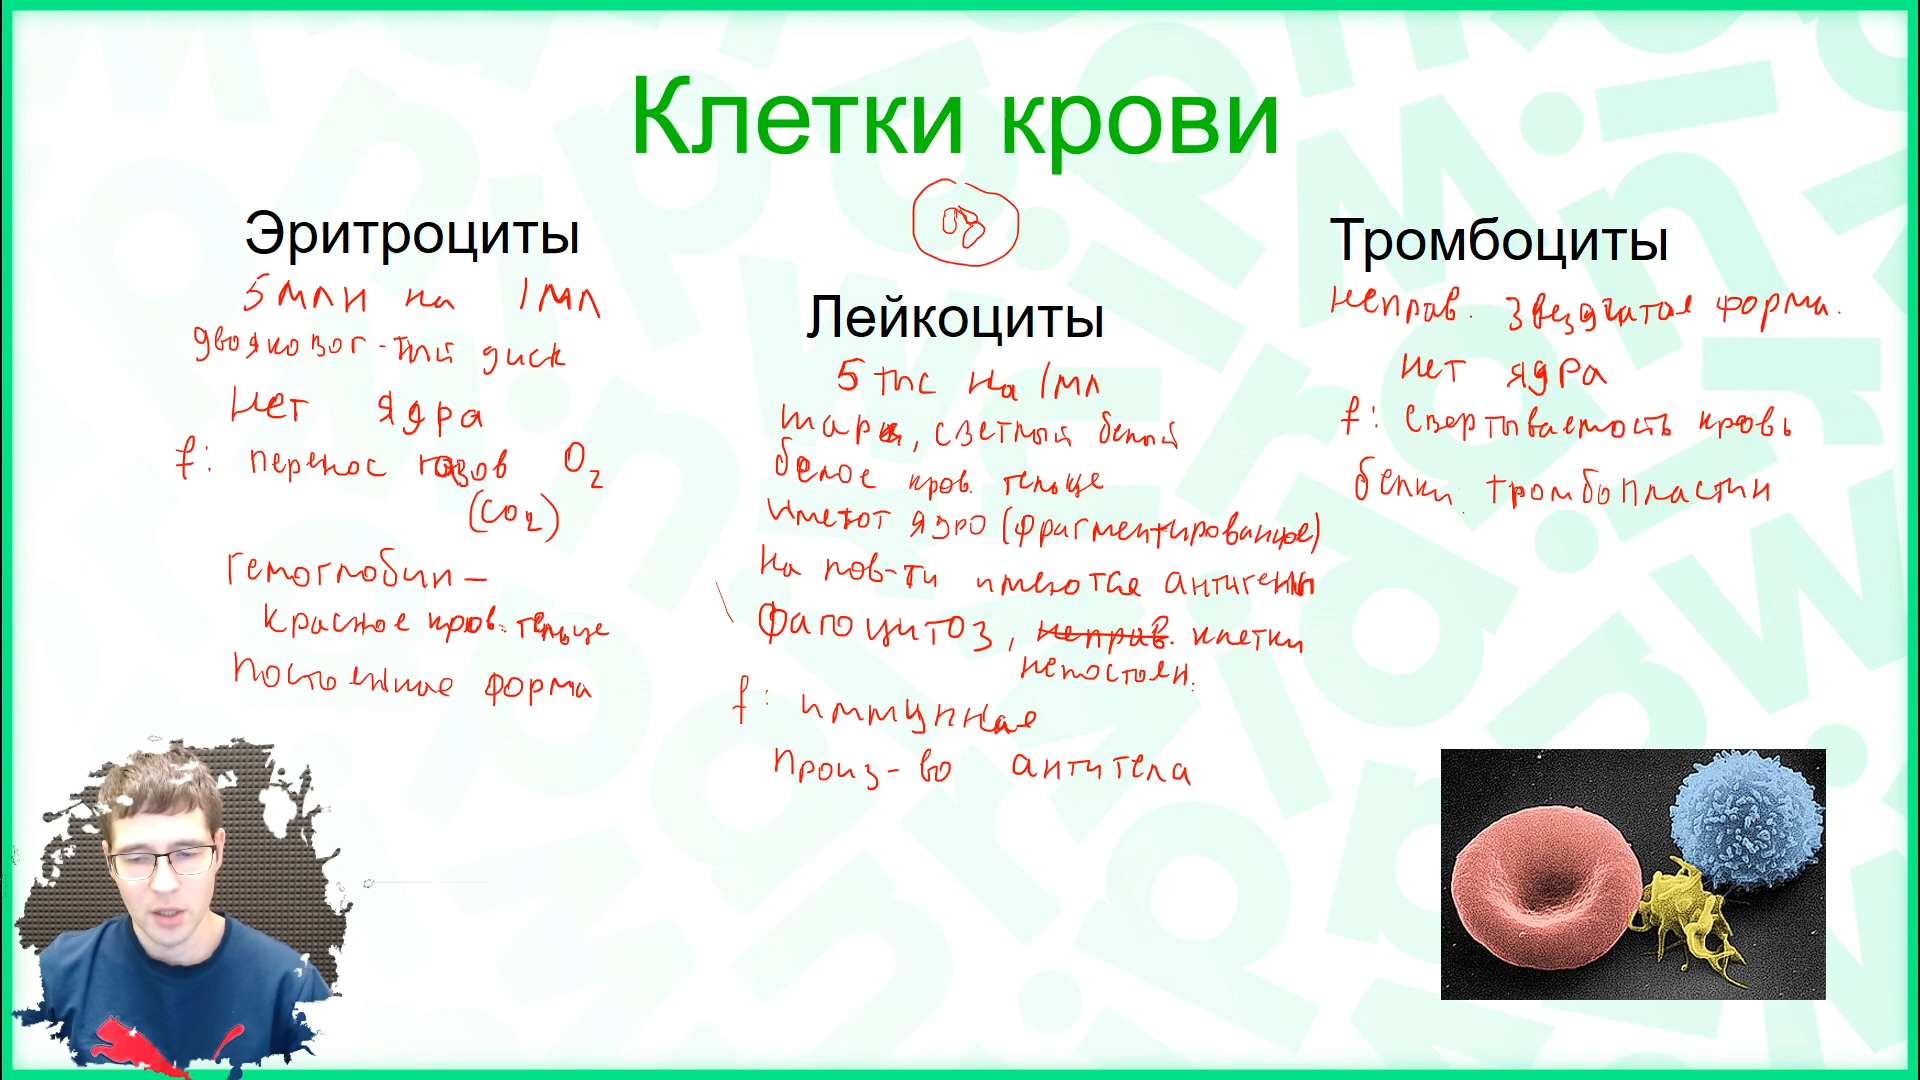 Клетки крови
Эритроциты
5 млн на 1 мл
двояковог-тый диск
Нет ядра
f: перенос газов O2
(CO2)
Гемоглобин –
красное кров. тельце
Постоянное форма
Лейкоциты
5 тыс на 1 мл
шар, светлый белый
белое кров. тельце
Имеют ядро (фрагментированное)
На пов-ти имеются антигены
Фагоцитоз, неправ. клетки
непостоян.
f: иммунная
произ-во антитела
Тромбоциты
неправ. звездчатая форма.
нет ядра
f: свертываемость кровь
белки. тромбопластин